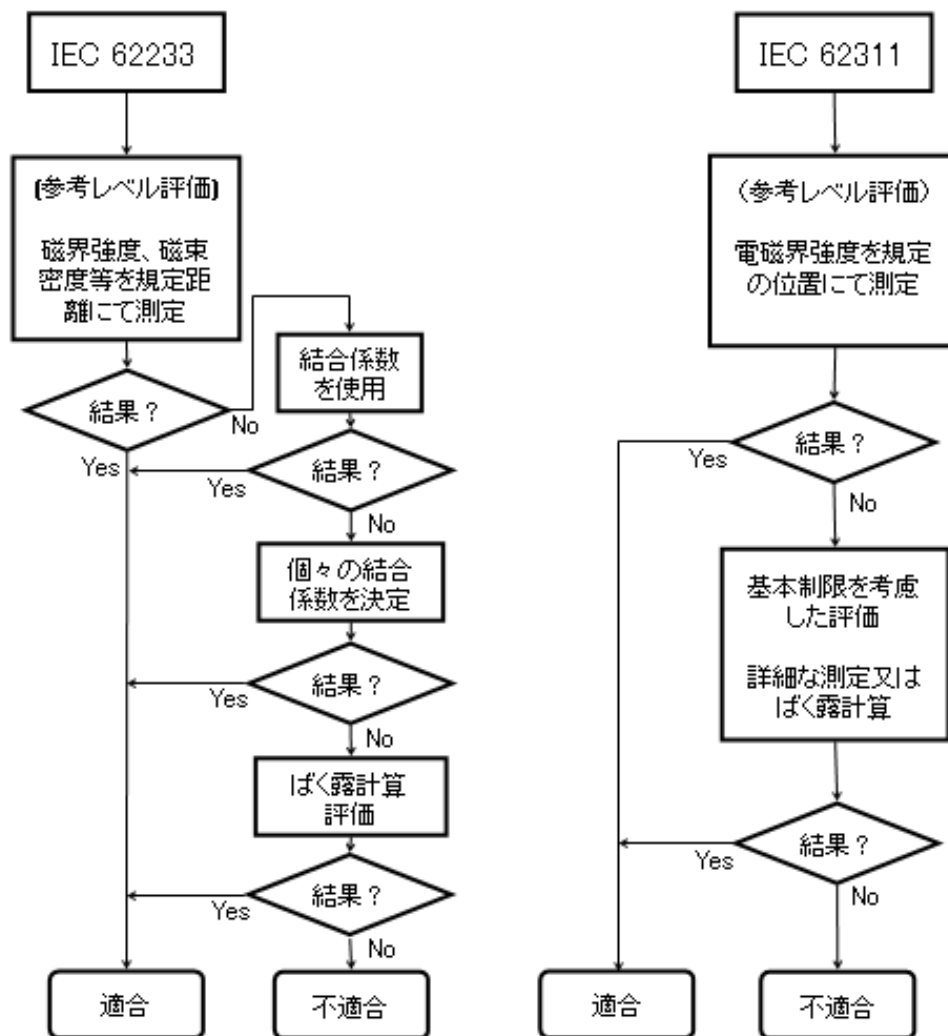 IEC 62233
(参考レベル評価)
磁界強度、磁束
密度等を規定距
離にて測定
結合係数
を使用
結果？
No
Yes
結果？
Yes
No
個々の結合
係数を決定
結果？
Yes
No
ばく露計算
評価
結果？
Yes
No
適合
不適合
IEC 62311
（参考レベル評価）
電磁界強度を規定
の位置にて測定
結果？
Yes
No
基本制限を考慮
した評価
詳細な測定又は
ばく露計算
結果？
Yes
No
適合
不適合